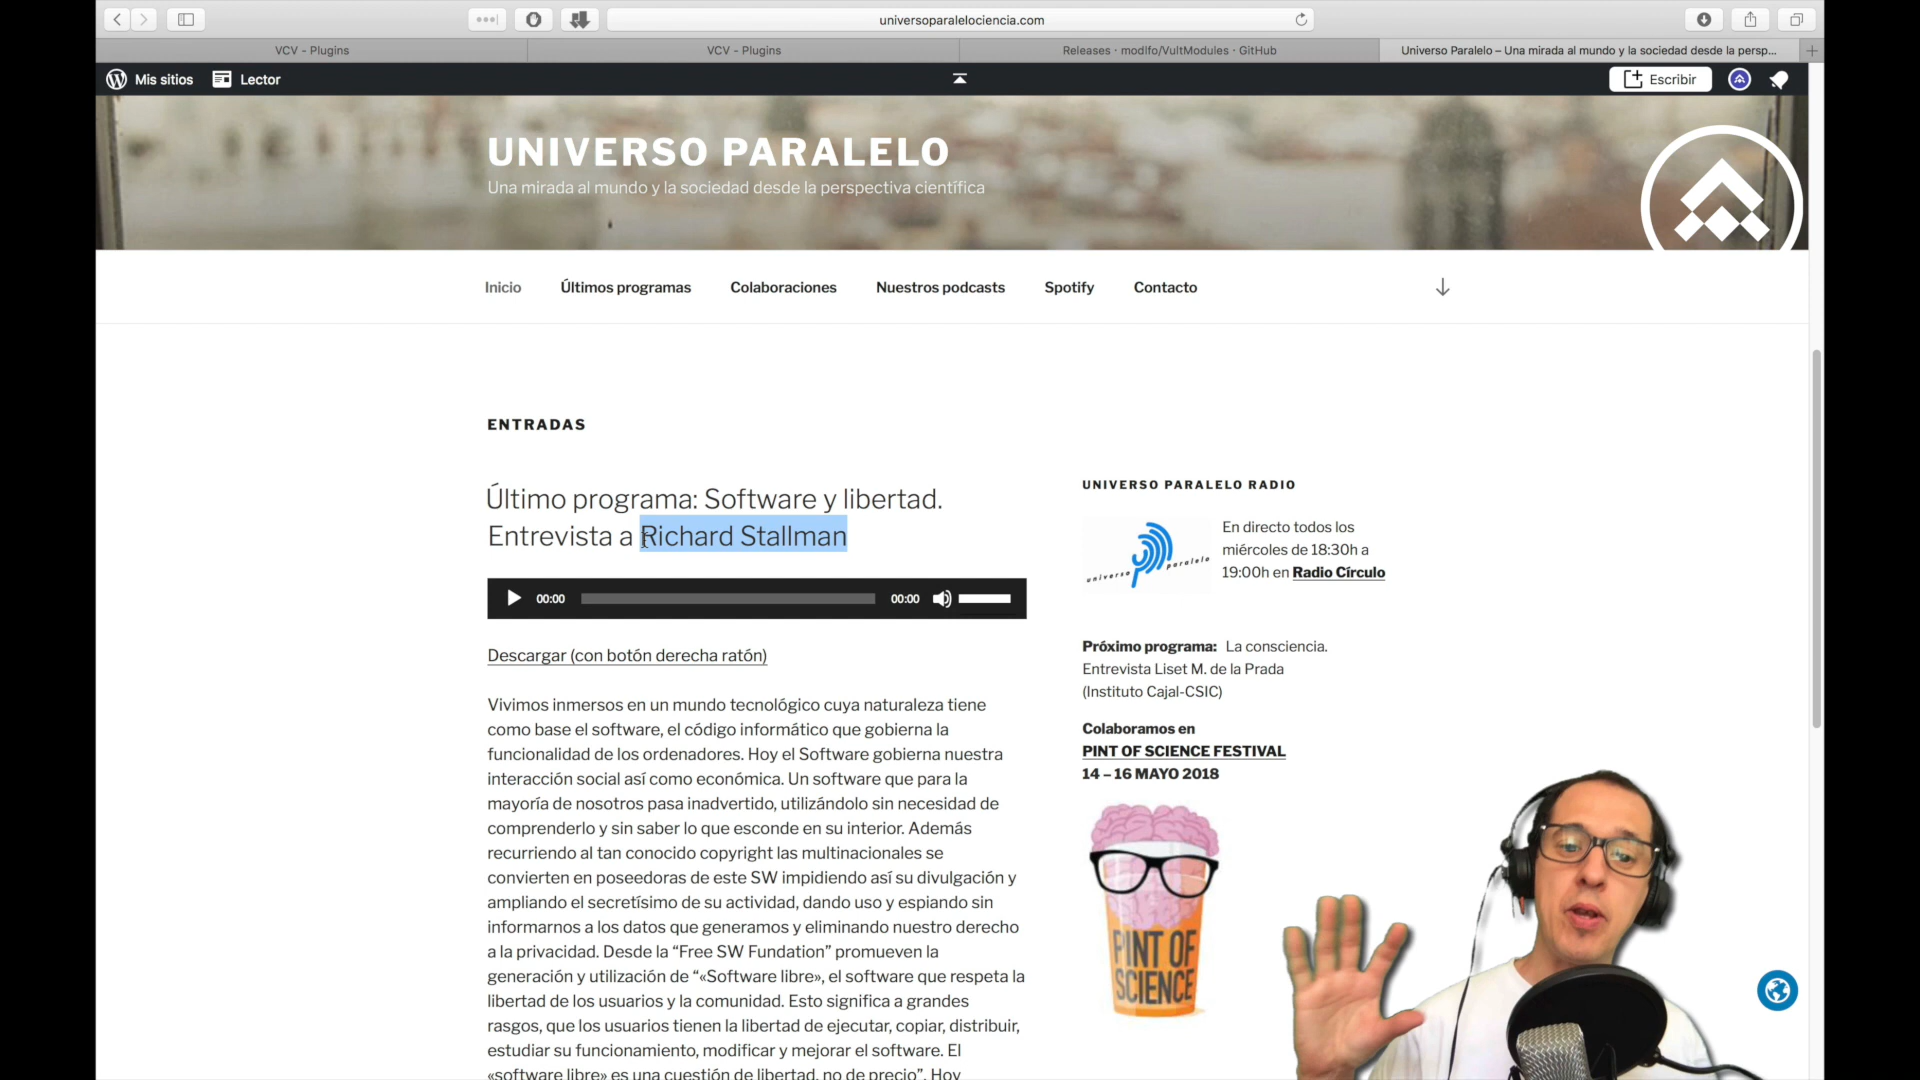 universoparalelociencia.com
VCV - Plugins
VCV - Plugins
Releases · modlfo/VultModules · GitHub
Universo Paralelo – Una mirada al mundo y la sociedad desde la persp...
Mis sitios
Lector
Escribir
UNIVERSO PARALELO
Una mirada al mundo y la sociedad desde la perspectiva científica
Inicio
Últimos programas
Colaboraciones
Nuestros podcasts
Spotify
Contacto
ENTRADAS
Último programa: Software y libertad.
Entrevista a Richard Stallman
00:00
00:00
Descargar (con botón derecha ratón)
Vivimos inmersos en un mundo tecnológico cuya naturaleza tiene
como base el software, el código informático que gobierna la
funcionalidad de los ordenadores. Hoy el Software gobierna nuestra
interacción social así como económica. Un software que para la
mayoría de nosotros pasa inadvertido, utilizándolo sin necesidad de
comprenderlo y sin saber lo que esconde en su interior. Además
recurriendo al tan conocido copyright las multinacionales se
convierten en poseedoras de este SW impidiendo así su divulgación y
ampliando el secretísimo de su actividad, dando uso y espiando sin
informarnos a los datos que generamos y eliminando nuestro derecho
a la privacidad. Desde la “Free SW Fundation” promueven la
generación y utilización de “«Software libre», el software que respeta la
libertad de los usuarios y la comunidad. Esto significa a grandes
rasgos, que los usuarios tienen la libertad de ejecutar, copiar, distribuir,
estudiar su funcionamiento, modificar y mejorar el software. El
«software libre» es una cuestión de libertad, no de precio”. Hoy
UNIVERSO PARALELO RADIO
universo paralelo
En directo todos los
miércoles de 18:30h a
19:00h en Radio Círculo
Próximo programa: La consciencia.
Entrevista Liset M. de la Prada
(Instituto Cajal-CSIC)
Colaboramos en
PINT OF SCIENCE FESTIVAL
14 – 16 MAYO 2018
PINT OF
SCIENCE